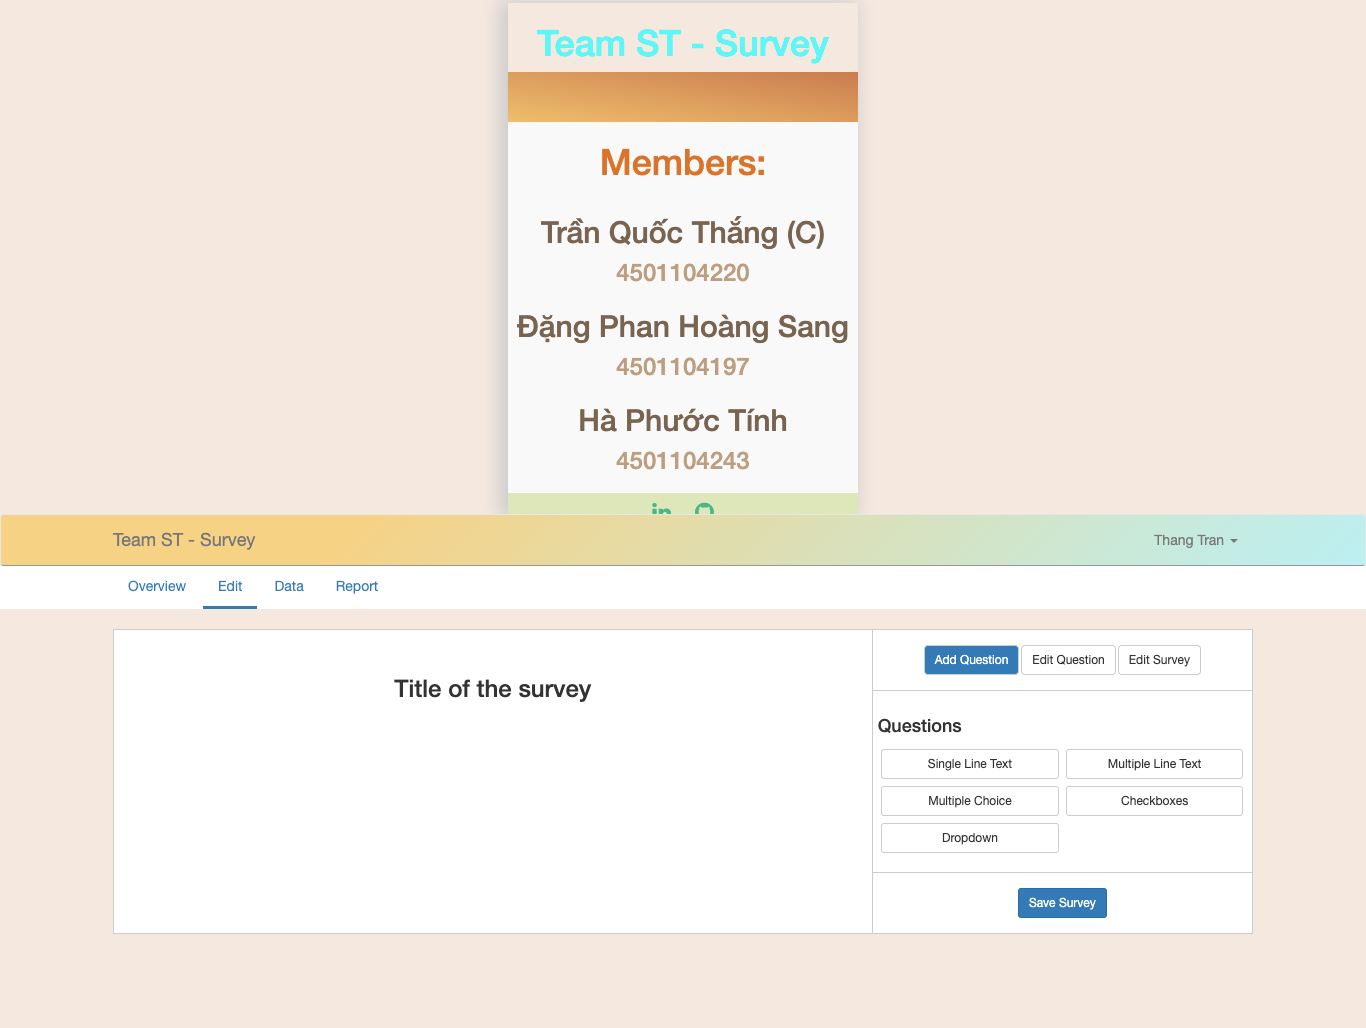 Team ST - Survey
Members:
Trần Quốc Thắng (C)
4501104220
Đặng Phan Hoàng Sang
4501104197
Hà Phước Tính
4501104243
Team ST - Survey
Thang Tran
Overview
Edit
Data
Report
Title of the survey
Add Question
Edit Question
Edit Survey
Questions
Single Line Text
Multiple Line Text
Multiple Choice
Checkboxes
Dropdown
Save Survey